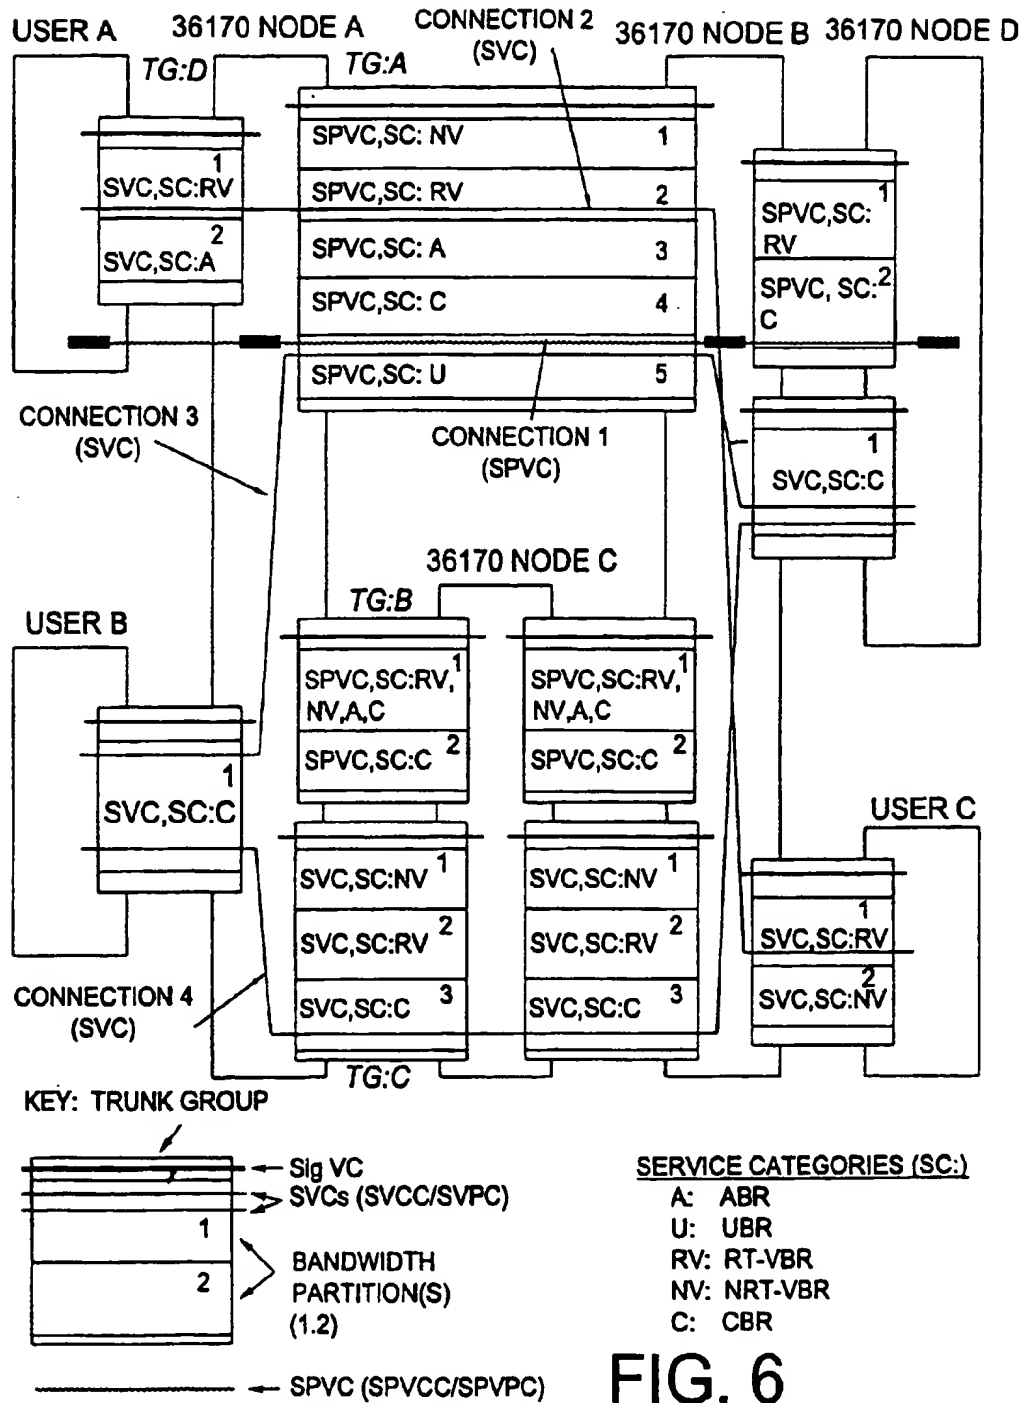 USER A
36170 NODE A
CONNECTION 2
(SVC)
36170 NODE B
36170 NODE D
TG:D
TG:A
SPVC,SC: NV 1
SPVC,SC: RV 2
SPVC,SC: A 3
SPVC,SC: C 4
SPVC,SC: U 5
1
SVC,SC:RV
2
SVC,SC:A
1
SPVC,SC:
RV
SPVC, SC: 2
C
CONNECTION 3
(SVC)
CONNECTION 1
(SPVC)
1
SVC,SC:C
36170 NODE C
TG:B
USER B
SPVC,SC:RV, 1
NV,A,C
SPVC,SC:C 2
SPVC,SC:RV, 1
NV,A,C
SPVC,SC:C 2
1
SVC,SC:C
USER C
SVC,SC:NV 1
SVC,SC:RV 2
SVC,SC:C 3
SVC,SC:NV 1
SVC,SC:RV 2
SVC,SC:C 3
1
SVC,SC:RV
2
SVC,SC:NV
CONNECTION 4
(SVC)
TG:C
KEY: TRUNK GROUP
Sig VC
SVCs (SVCC/SVPC)
1
2
BANDWIDTH
PARTITION(S)
(1.2)
SPVC (SPVCC/SPVPC)
SERVICE CATEGORIES (SC:)
A: ABR
U: UBR
RV: RT-VBR
NV: NRT-VBR
C: CBR
FIG. 6